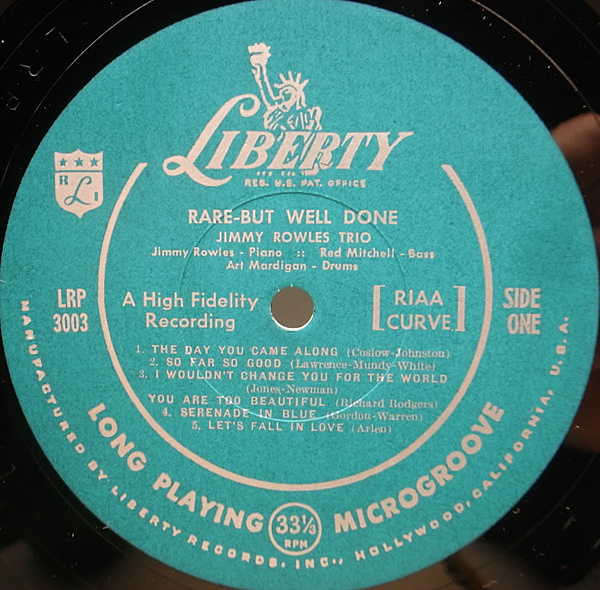 LIBERTY
REG. U.S. PAT. OFFICE
R L I
RARE-BUT WELL DONE
JIMMY ROWLES TRIO
Jimmy Rowles - Piano :: Red Mitchell - Bass
Art Mardigan - Drums
LRP
3003
A High Fidelity
Recording
[RIAA
CURVE]
SIDE
ONE
1. THE DAY YOU CAME ALONG (Coslow-Johnston)
2. SO FAR SO GOOD (Lawrence-Mundy-White)
3. I WOULDN'T CHANGE YOU FOR THE WORLD
(Jones-Newman)
YOU ARE TOO BEAUTIFUL (Richard Rodgers)
4. SERENADE IN BLUE (Gordon-Warren)
5. LET'S FALL IN LOVE (Arlen)
LONG PLAYING 33⅓ RPM MICROGROOVE
MANUFACTURED BY LIBERTY RECORDS, INC., HOLLYWOOD, CALIFORNIA, U.S.A.